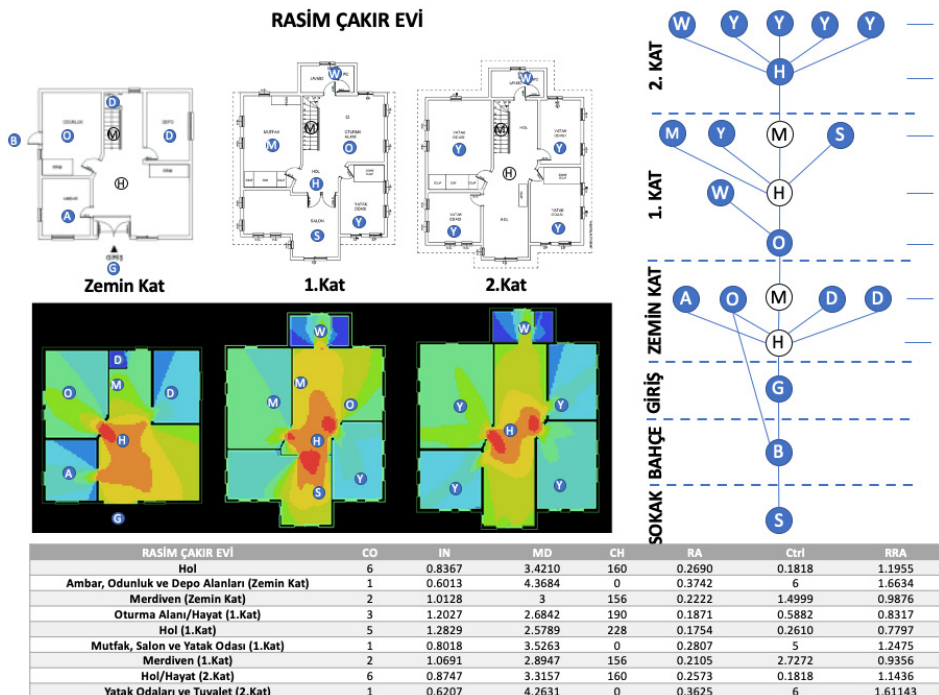 RASİM ÇAKIR EVİ
D
ODUNLUK
DEPO
M
O
D
B
H
A
GİRİŞ
G
Zemin Kat
W
MUTFAK
M
M
OTURMA
O
HOL
H
SALON
S
YATAK
ODASI
Y
1.Kat
W
HOL
YATAK
ODASI
Y
M
YATAK
ODASI
Y
H
YATAK
ODASI
Y
HOL
YATAK
ODASI
Y
2.Kat
D
O
M
D
H
A
G
W
M
M
O
H
S
Y
W
Y
Y
H
Y
Y
2. KAT
W Y Y Y Y
H
1. KAT
M Y M S
W H
O
ZEMİN KAT
A O M D D
H
GİRİŞ
G
BAHÇE
B
SOKAK
S
RASİM ÇAKIR EVİ CO IN MD CH RA Ctrl RRA
Hol 6 0.8367 3.4210 160 0.2690 0.1818 1.1955
Ambar, Odunluk ve Depo Alanları (Zemin Kat) 1 0.6013 4.3684 0 0.3742 6 1.6634
Merdiven (Zemin Kat) 2 1.0128 3 156 0.2222 1.4999 0.9876
Oturma Alanı/Hayat (1.Kat) 3 1.2027 2.6842 190 0.1871 0.5882 0.8317
Hol (1.Kat) 5 1.2829 2.5789 228 0.1754 0.2610 0.7797
Mutfak, Salon ve Yatak Odası (1.Kat) 1 0.8018 3.5263 0 0.2807 5 1.2475
Merdiven (1.Kat) 2 1.0691 2.8947 156 0.2105 2.7272 0.9356
Hol/Hayat (2.Kat) 6 0.8747 3.3157 160 0.2573 0.1818 1.1436
Yatak Odaları ve Tuvalet (2.Kat) 1 0.6207 4.2631 0 0.3625 6 1.61143